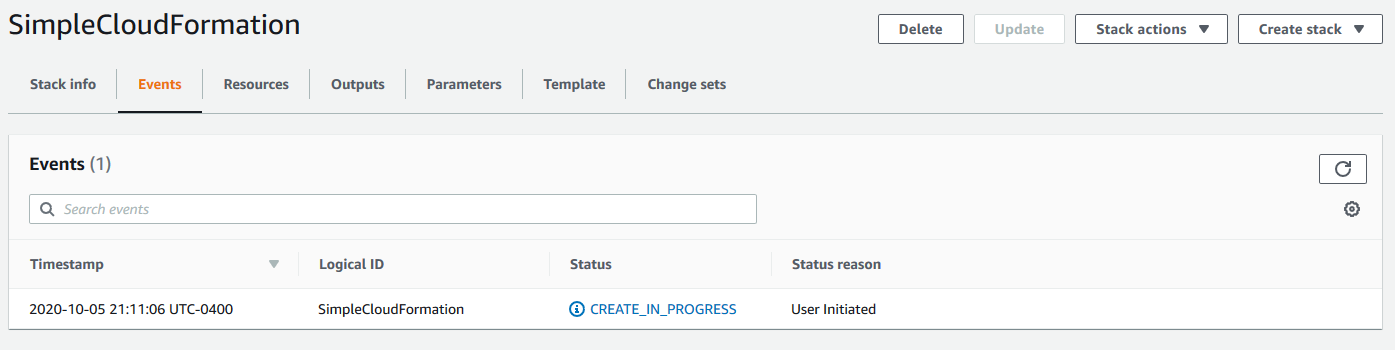 SimpleCloudFormation
Delete
Update
Stack actions
Create stack
Stack info
Events
Resources
Outputs
Parameters
Template
Change sets
Events (1)
Search events
Timestamp
Logical ID
Status
Status reason
2020-10-05 21:11:06 UTC-0400
SimpleCloudFormation
CREATE_IN_PROGRESS
User Initiated